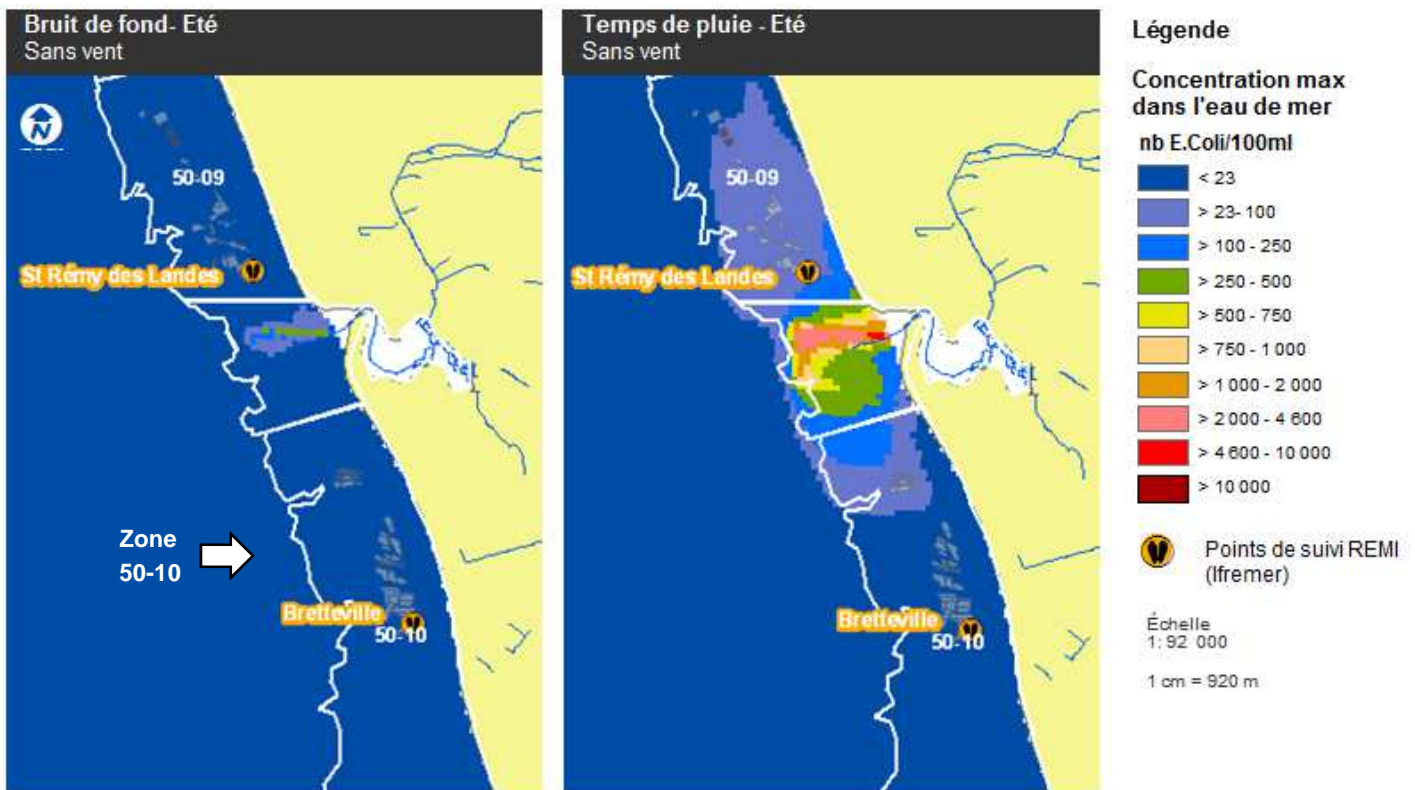 Bruit de fond- Eté
Sans vent
N
50-09
St Rémy des Landes
Zone
50-10
Bretteville
50-10
Temps de pluie - Eté
Sans vent
50-09
St Rémy des Landes
Bretteville
50-10
Légende
Concentration max
dans l'eau de mer
nb E.Coli/100ml
< 23
> 23- 100
> 100 - 250
> 250 - 500
> 500 - 750
> 750 - 1 000
> 1 000 - 2 000
> 2 000 - 4 600
> 4 600 - 10 000
> 10 000
Points de suivi REMI
(Ifremer)
Échelle
1: 92 000
1 cm = 920 m